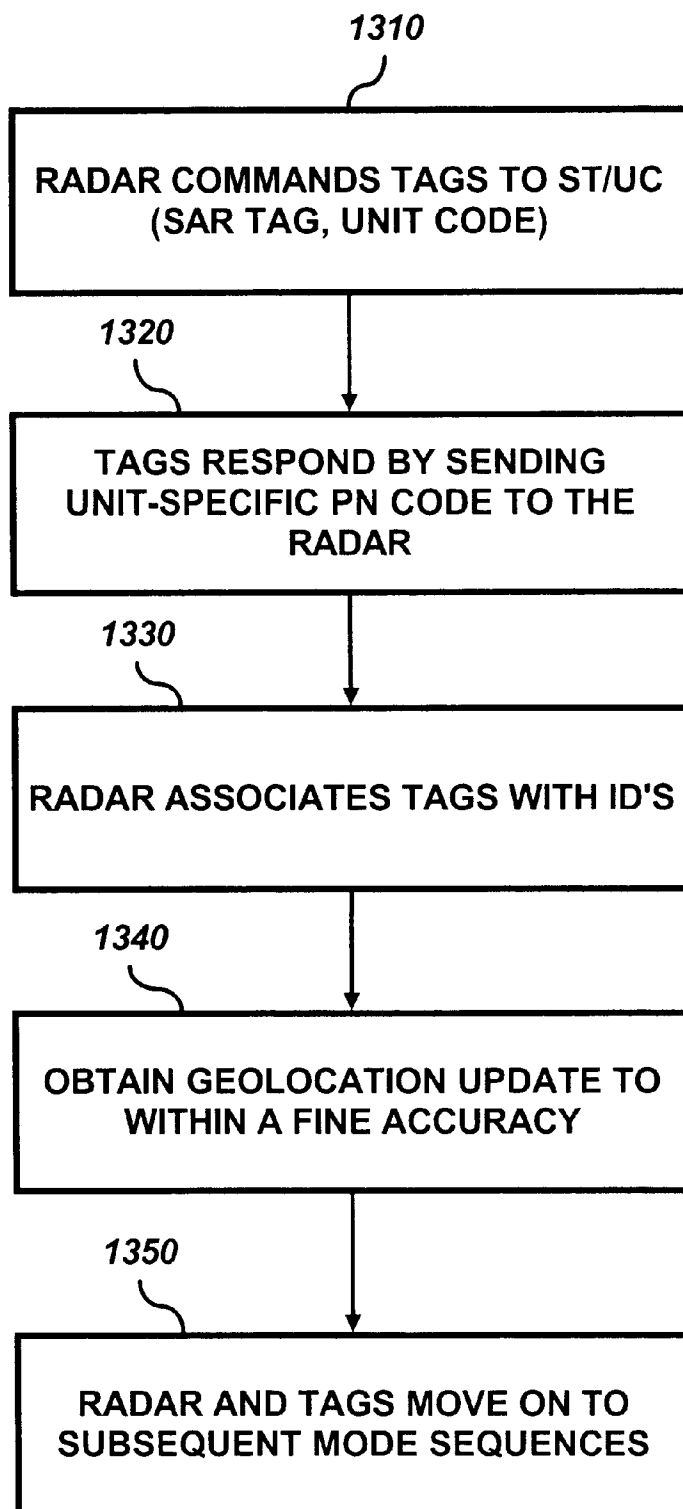 1310
RADAR COMMANDS TAGS TO ST/UC
(SAR TAG, UNIT CODE)
1320
TAGS RESPOND BY SENDING
UNIT-SPECIFIC PN CODE TO THE
RADAR
1330
RADAR ASSOCIATES TAGS WITH ID'S
1340
OBTAIN GEOLOCATION UPDATE TO
WITHIN A FINE ACCURACY
1350
RADAR AND TAGS MOVE ON TO
SUBSEQUENT MODE SEQUENCES